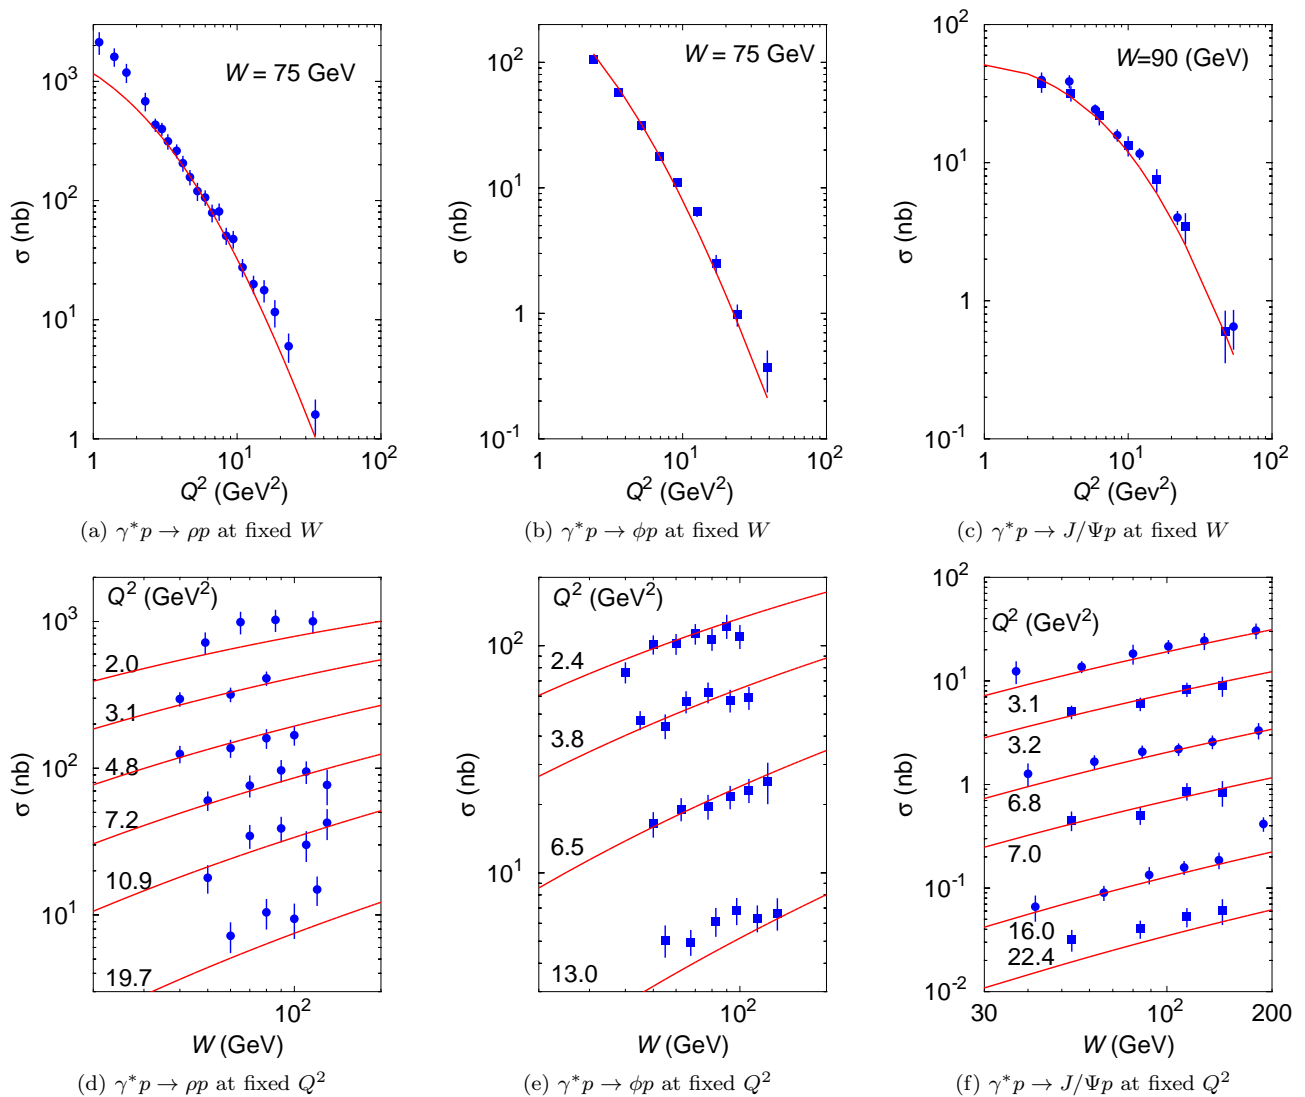 W = 75 GeV
10^3
10^2
10^1
1
σ (nb)
1 10^1 10^2
Q^2 (GeV^2)
(a) γ*p → ρp at fixed W
W = 75 GeV
10^2
10^1
1
10^-1
σ (nb)
1 10^1 10^2
Q^2 (GeV^2)
(b) γ*p → ϕp at fixed W
W=90 (GeV)
10^2
10^1
1
10^-1
σ (nb)
1 10^1 10^2
Q^2 (GeV^2)
(c) γ*p → J/Ψp at fixed W
Q^2 (GeV^2)
10^3
10^2
10^1
σ (nb)
2.0
3.1
4.8
7.2
10.9
19.7
10^2
W (GeV)
(d) γ*p → ρp at fixed Q^2
Q^2 (GeV^2)
10^2
10^1
σ (nb)
2.4
3.8
6.5
13.0
10^2
W (GeV)
(e) γ*p → ϕp at fixed Q^2
10^2
10^1
1
10^-1
10^-2
σ (nb)
Q^2 (GeV^2)
3.1
3.2
6.8
7.0
16.0
22.4
30 10^2 200
W (GeV)
(f) γ*p → J/Ψp at fixed Q^2